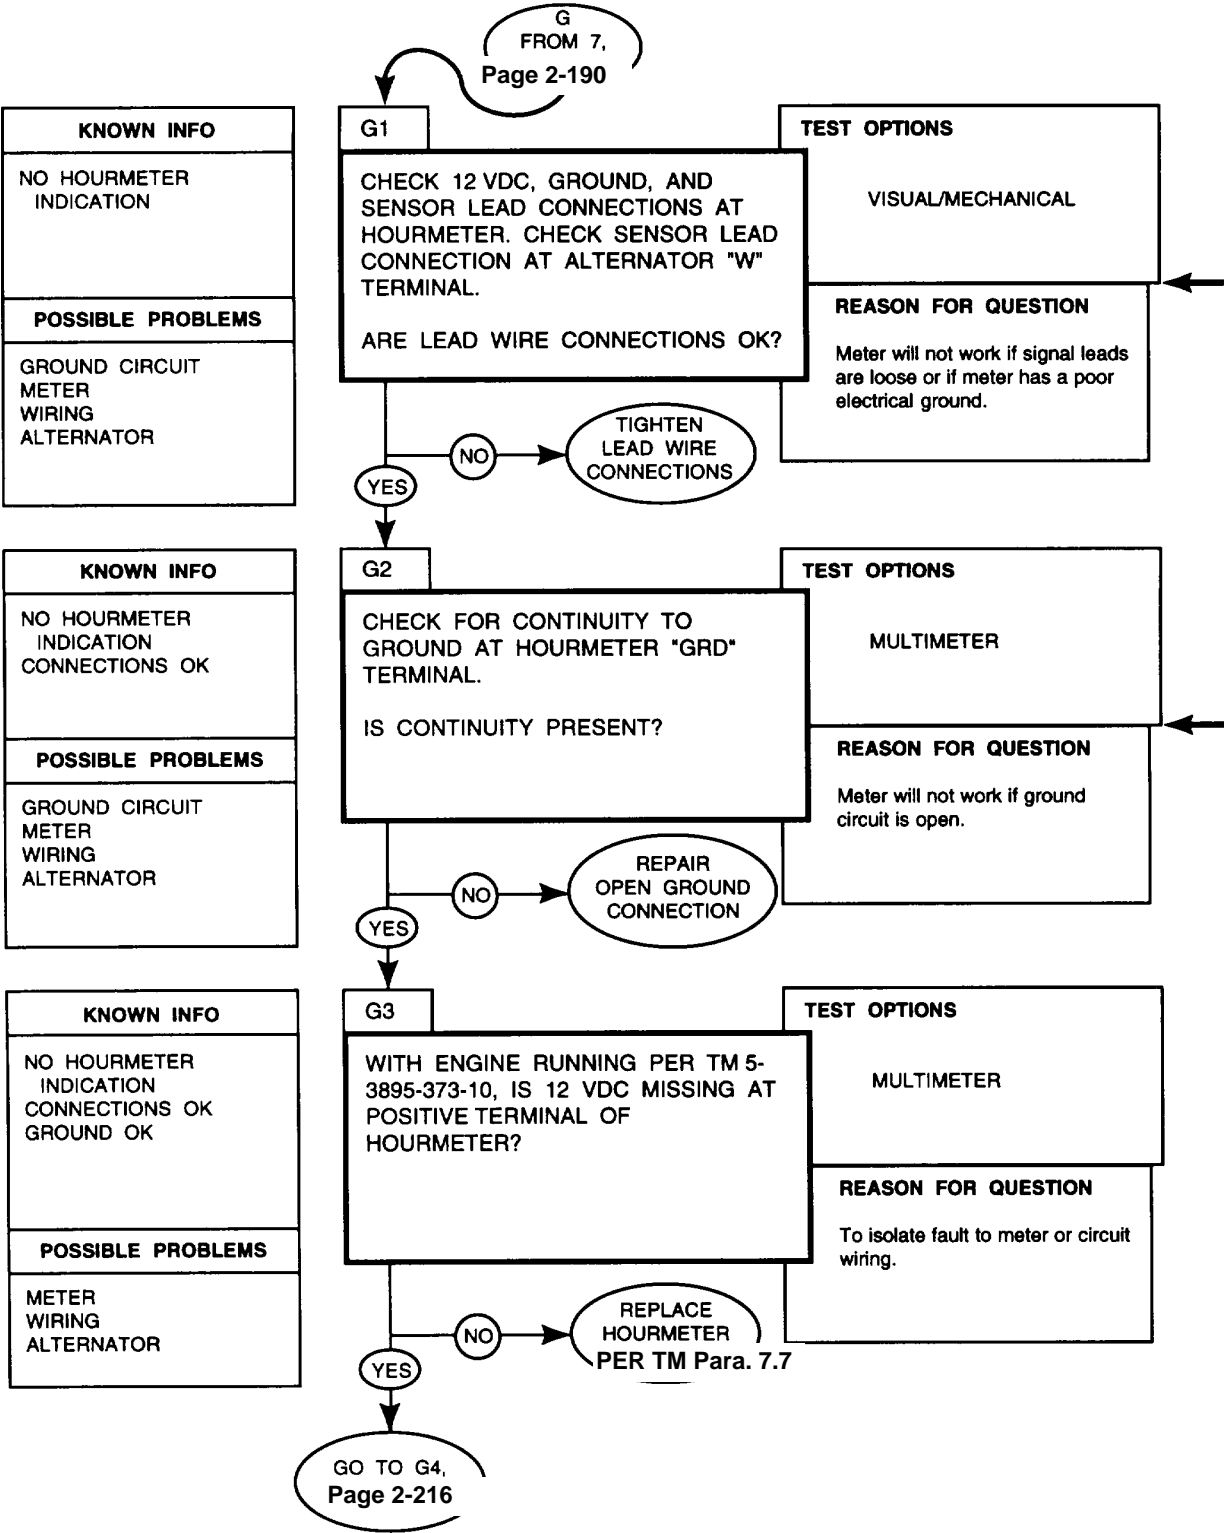 G
FROM 7,
Page 2-190
KNOWN INFO
NO HOURMETER
INDICATION
POSSIBLE PROBLEMS
GROUND CIRCUIT
METER
WIRING
ALTERNATOR
G1
CHECK 12 VDC, GROUND, AND
SENSOR LEAD CONNECTIONS AT
HOURMETER. CHECK SENSOR LEAD
CONNECTION AT ALTERNATOR "W"
TERMINAL.
ARE LEAD WIRE CONNECTIONS OK?
TEST OPTIONS
VISUAL/MECHANICAL
REASON FOR QUESTION
Meter will not work if signal leads
are loose or if meter has a poor
electrical ground.
NO
TIGHTEN
LEAD WIRE
CONNECTIONS
YES
KNOWN INFO
NO HOURMETER
INDICATION
CONNECTIONS OK
POSSIBLE PROBLEMS
GROUND CIRCUIT
METER
WIRING
ALTERNATOR
G2
CHECK FOR CONTINUITY TO
GROUND AT HOURMETER "GRD"
TERMINAL.
IS CONTINUITY PRESENT?
TEST OPTIONS
MULTIMETER
REASON FOR QUESTION
Meter will not work if ground
circuit is open.
NO
REPAIR
OPEN GROUND
CONNECTION
YES
KNOWN INFO
NO HOURMETER
INDICATION
CONNECTIONS OK
GROUND OK
POSSIBLE PROBLEMS
METER
WIRING
ALTERNATOR
G3
WITH ENGINE RUNNING PER TM 5-
3895-373-10, IS 12 VDC MISSING AT
POSITIVE TERMINAL OF
HOURMETER?
TEST OPTIONS
MULTIMETER
REASON FOR QUESTION
To isolate fault to meter or circuit
wiring.
NO
REPLACE
HOURMETER
PER TM Para. 7.7
YES
GO TO G4,
Page 2-216